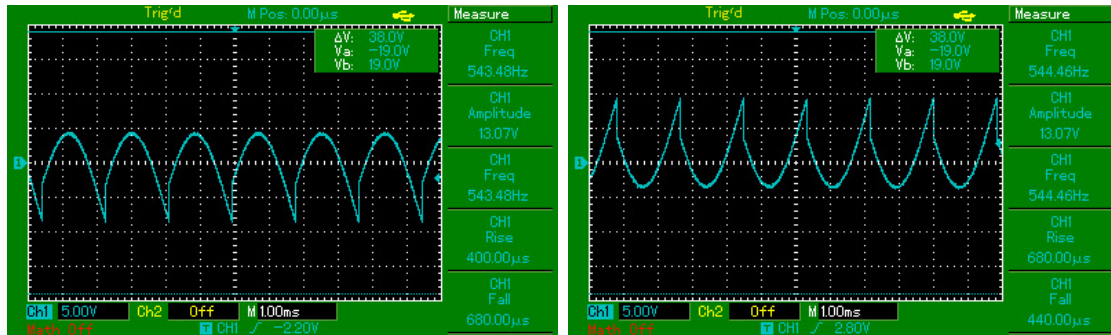 Trig'd M Pos: 0.00µs Measure
ΔV: 38.0V
Va: -19.0V
Vb: 19.0V
CH1
Freq
543.48Hz
CH1
Amplitude
13.07V
CH1
Freq
543.48Hz
CH1
Rise
400.00µs
CH1
Fall
680.00µs
1
Ch1 5.00V Ch2 Off M 1.00ms
Math Off T CH1 -2.20V
Trig'd M Pos: 0.00µs Measure
ΔV: 38.0V
Va: -19.0V
Vb: 19.0V
CH1
Freq
544.46Hz
CH1
Amplitude
13.07V
CH1
Freq
544.46Hz
CH1
Rise
680.00µs
CH1
Fall
440.00µs
1
Ch1 5.00V Ch2 Off M 1.00ms
Math Off T CH1 2.80V